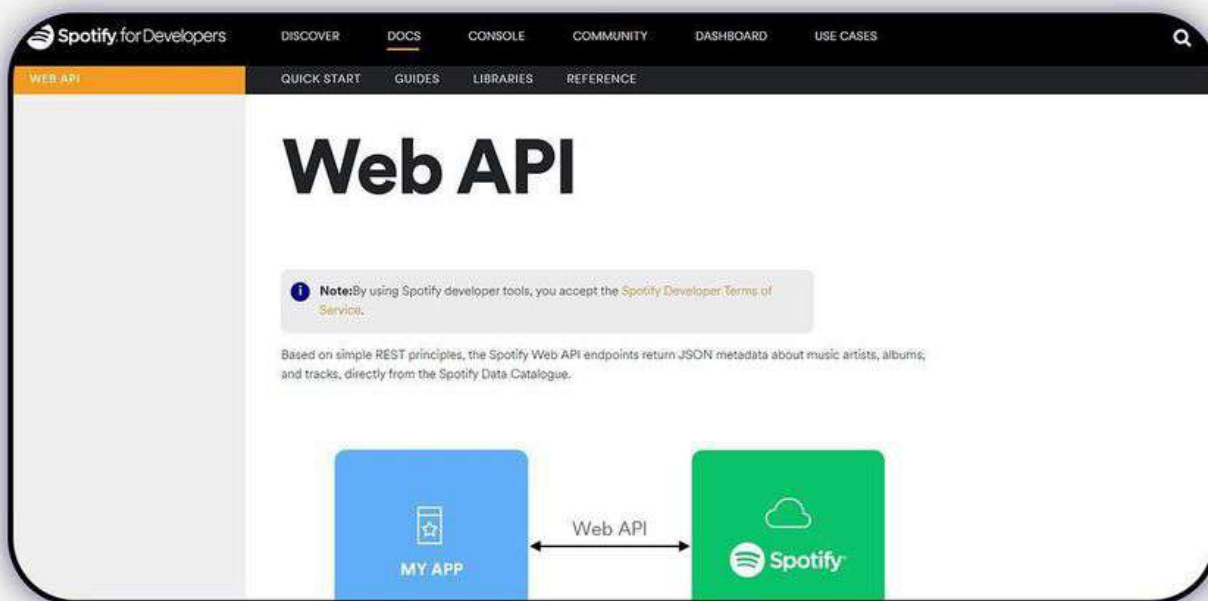 Spotify for Developers DISCOVER DOCS CONSOLE COMMUNITY DASHBOARD USE CASES
WEB API QUICK START GUIDES LIBRARIES REFERENCE
Web API
i Note:By using Spotify developer tools, you accept the Spotify Developer Terms of
Service.
Based on simple REST principles, the Spotify Web API endpoints return JSON metadata about music artists, albums,
and tracks, directly from the Spotify Data Catalogue.
Web API
MY APP
Spotify